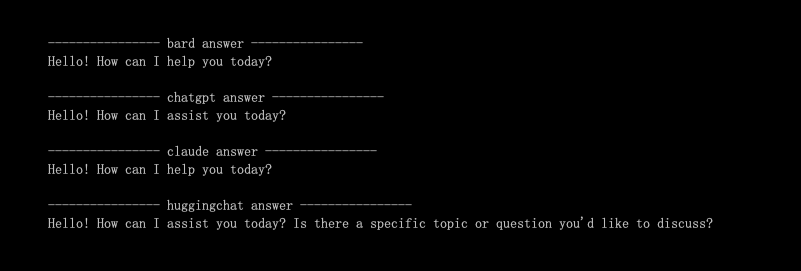 ---------------- bard answer ----------------
Hello! How can I help you today?
---------------- chatgpt answer ----------------
Hello! How can I assist you today?
---------------- claude answer ----------------
Hello! How can I help you today?
---------------- huggingchat answer ----------------
Hello! How can I assist you today? Is there a specific topic or question you'd like to discuss?